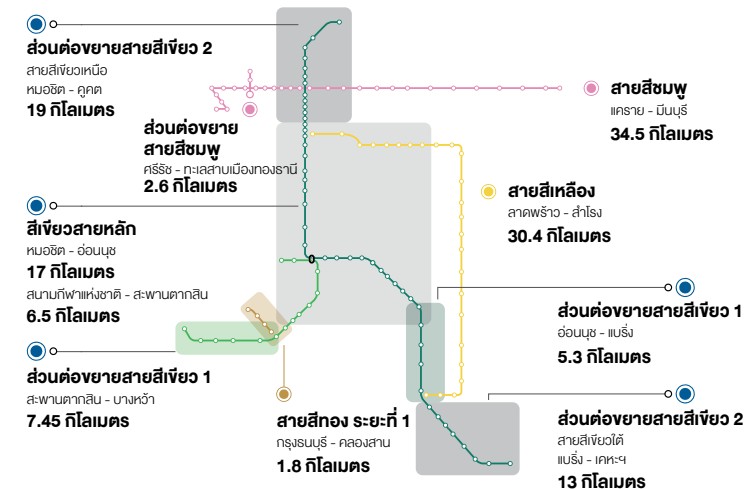 ส่วนต่อขยายสายสีเขียว 2
สายสีเขียวเหนือ
หมอชิต - คูคต
19 กิโลเมตร
ส่วนต่อขยาย
สายสีชมพู
ศรีรัช - ทะเลสาบเมืองทองธานี
2.6 กิโลเมตร
สายสีชมพู
แคราย - มีนบุรี
34.5 กิโลเมตร
สายสีเหลือง
ลาดพร้าว - สำโรง
30.4 กิโลเมตร
สีเขียวสายหลัก
หมอชิต - อ่อนนุช
17 กิโลเมตร
สนามกีฬาแห่งชาติ - สะพานตากสิน
6.5 กิโลเมตร
ส่วนต่อขยายสายสีเขียว 1
อ่อนนุช - แบริ่ง
5.3 กิโลเมตร
ส่วนต่อขยายสายสีเขียว 1
สะพานตากสิน - บางหว้า
7.45 กิโลเมตร
สายสีทอง ระยะที่ 1
กรุงธนบุรี - คลองสาน
1.8 กิโลเมตร
ส่วนต่อขยายสายสีเขียว 2
สายสีเขียวใต้
แบริ่ง - เคหะฯ
13 กิโลเมตร